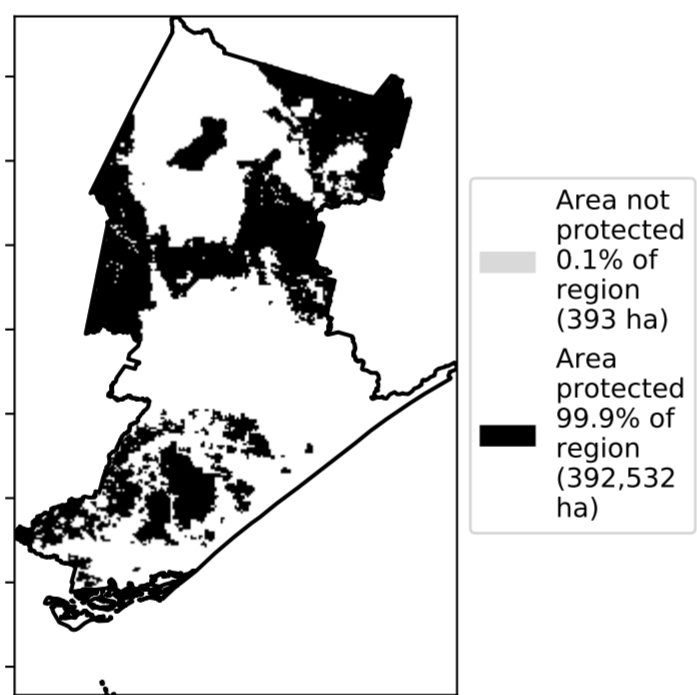 Area not
protected
0.1% of
region
(393 ha)
Area
protected
99.9% of
region
(392,532
ha)